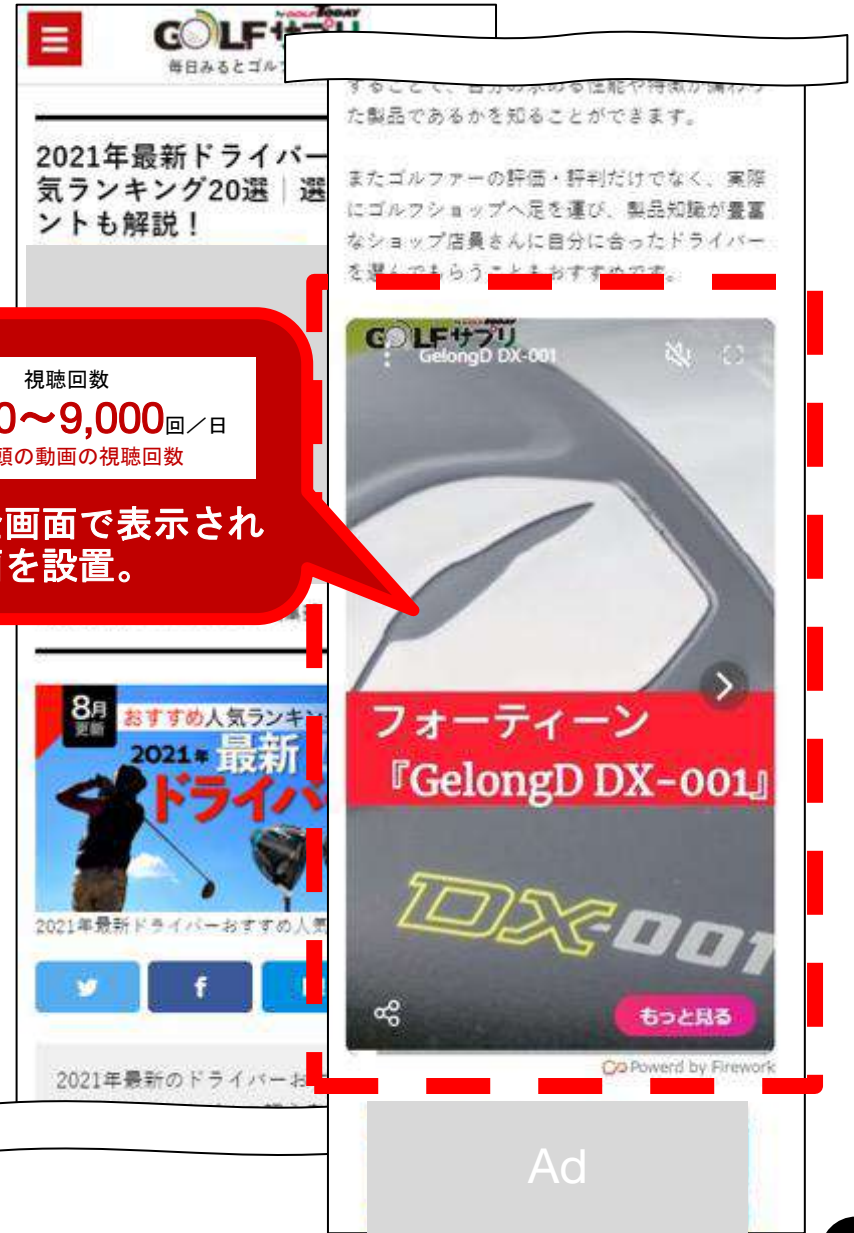 by GOLF TODAY
GOLFサプリ
毎日みるとゴル
2021年最新ドライバー
気ランキング20選｜選
ントも解説！
視聴回数
0〜9,000回／日
頭の動画の視聴回数
画面で表示され
を設置。
8月
更新
おすすめ人気ランキン
2021年 最新
ドライバ
2021年最新ドライバーおすすめ人気
f
2021年最新のドライバーお
することで、自分の求める性能や特徴が備わっ
た製品であるかを知ることができます。
またゴルファーの評価・評判だけでなく、実際
にゴルフショップへ足を運び、製品知識が豊富
なショップ店員さんに自分に合ったドライバー
を選んでもらうこともおすすめです。
GOLFサプリ
GelongD DX-001
フォーティーン
『GelongD DX-001』
DX-001
もっと見る
Powerd by Firework
Ad